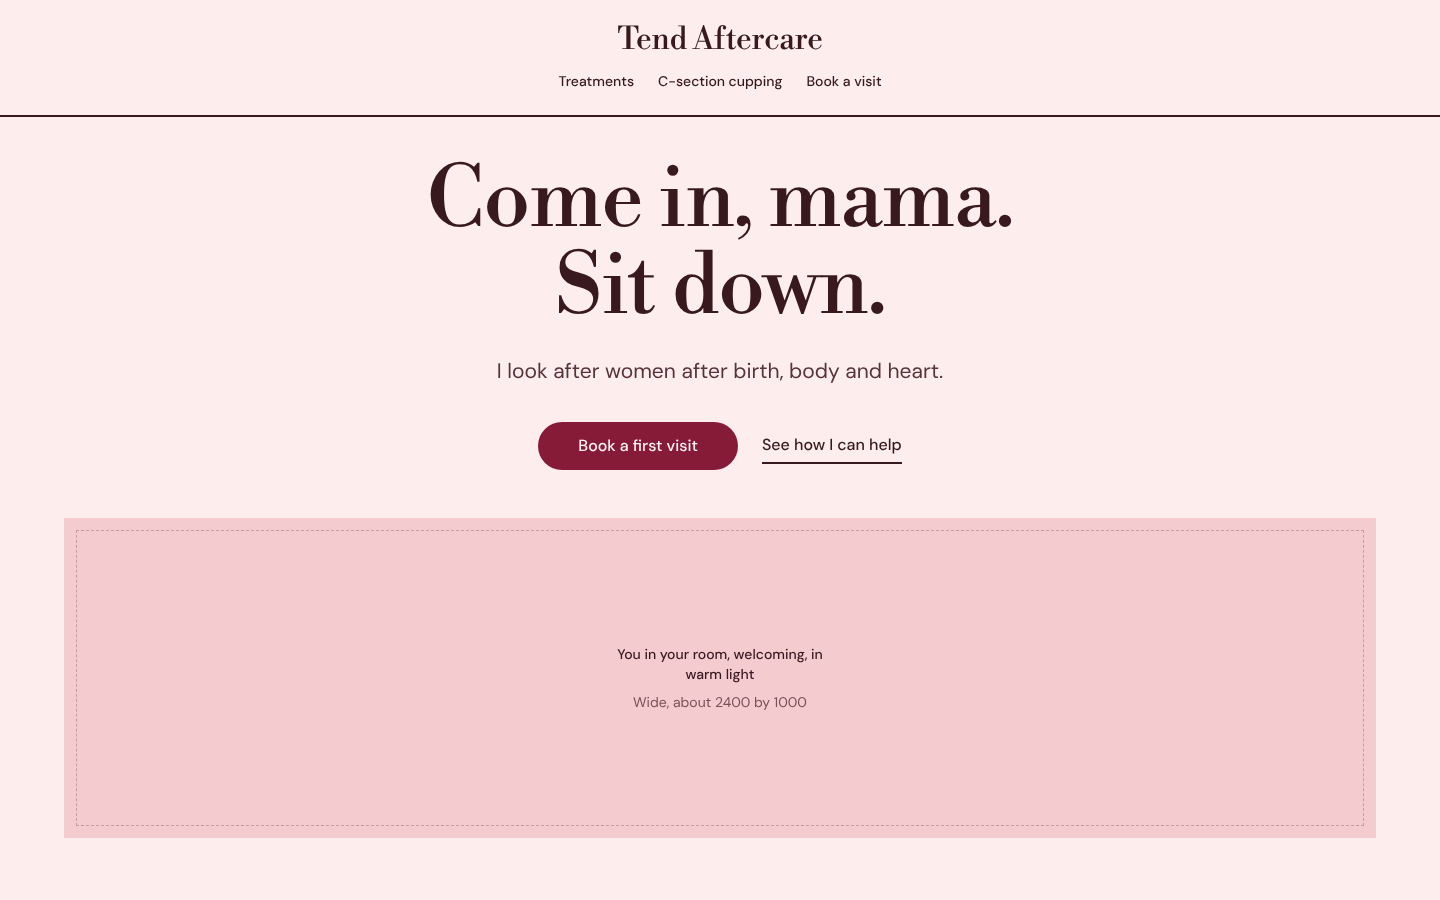 Tend Aftercare
Treatments C-section cupping Book a visit
Come in, mama.
Sit down.
I look after women after birth, body and heart.
Book a first visit See how I can help
You in your room, welcoming, in
warm light
Wide, about 2400 by 1000